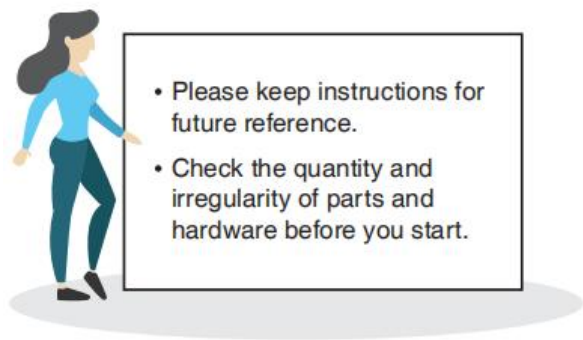 • Please keep instructions for
future reference.
• Check the quantity and
irregularity of parts and
hardware before you start.